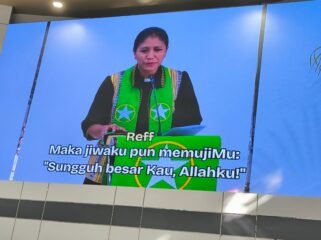 Reff
Maka jiwaku pun memujiMu:
"Sungguh besar Kau, Allahku!"